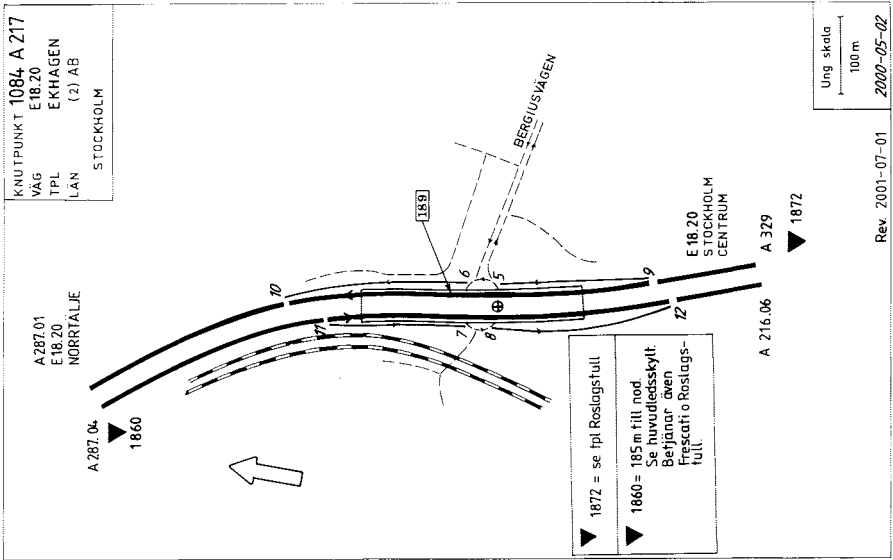 KNUTPUNKT 1084 A 217
VÄG E18.20
TPL EKHAGEN
LÄN (2) AB
STOCKHOLM
A287.01
E18.20
NORRTÄLJE
A287.04
1860
10
11
189
BERGIUSVÄGEN
6
5
7
8
9
12
E18.20
STOCKHOLM
CENTRUM
A 329
1872
A 216.06
1872 = se tpl Roslagstull
1860 = 185 m till nod.
Se huvudledsskylt.
Betjänar även
Frescati o Roslags-
tull.
Ung skala
100 m
Rev. 2001-07-01
2000-05-02